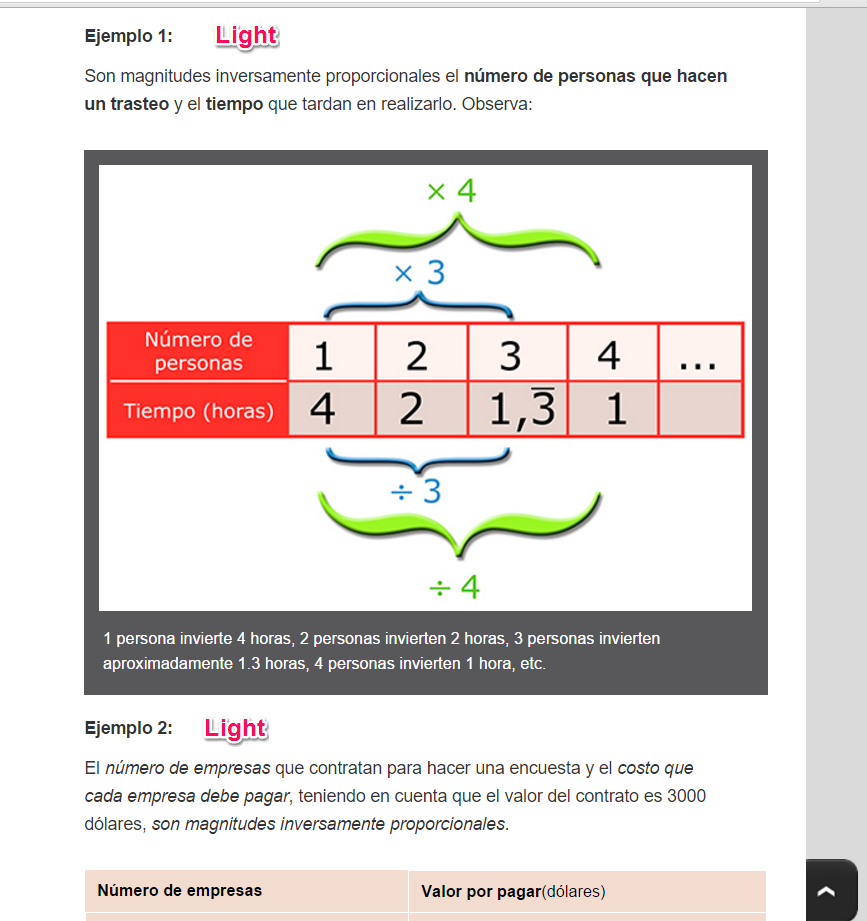 Ejemplo 1: Light
Son magnitudes inversamente proporcionales el número de personas que hacen
un trasteo y el tiempo que tardan en realizarlo. Observa:
× 4
× 3
Número de personas 1 2 3 4 ...
Tiempo (horas) 4 2 1,3̅ 1
÷ 3
÷ 4
1 persona invierte 4 horas, 2 personas invierten 2 horas, 3 personas invierten
aproximadamente 1.3 horas, 4 personas invierten 1 hora, etc.
Ejemplo 2: Light
El número de empresas que contratan para hacer una encuesta y el costo que
cada empresa debe pagar, teniendo en cuenta que el valor del contrato es 3000
dólares, son magnitudes inversamente proporcionales.
Número de empresas Valor por pagar(dólares)